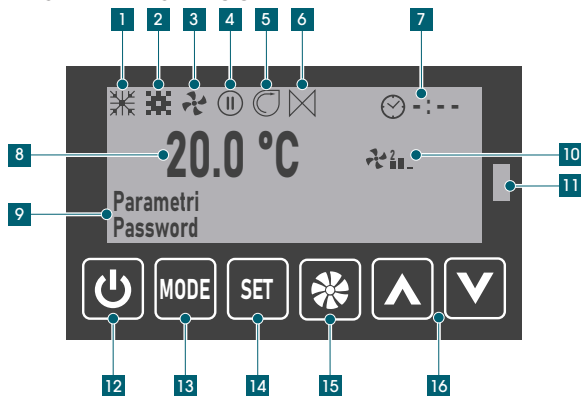 1 2 3 4 5 6 7
-:--
8 20.0 °C 2 10
11
9 Parametri
Password
MODE SET
12 13 14 15 16